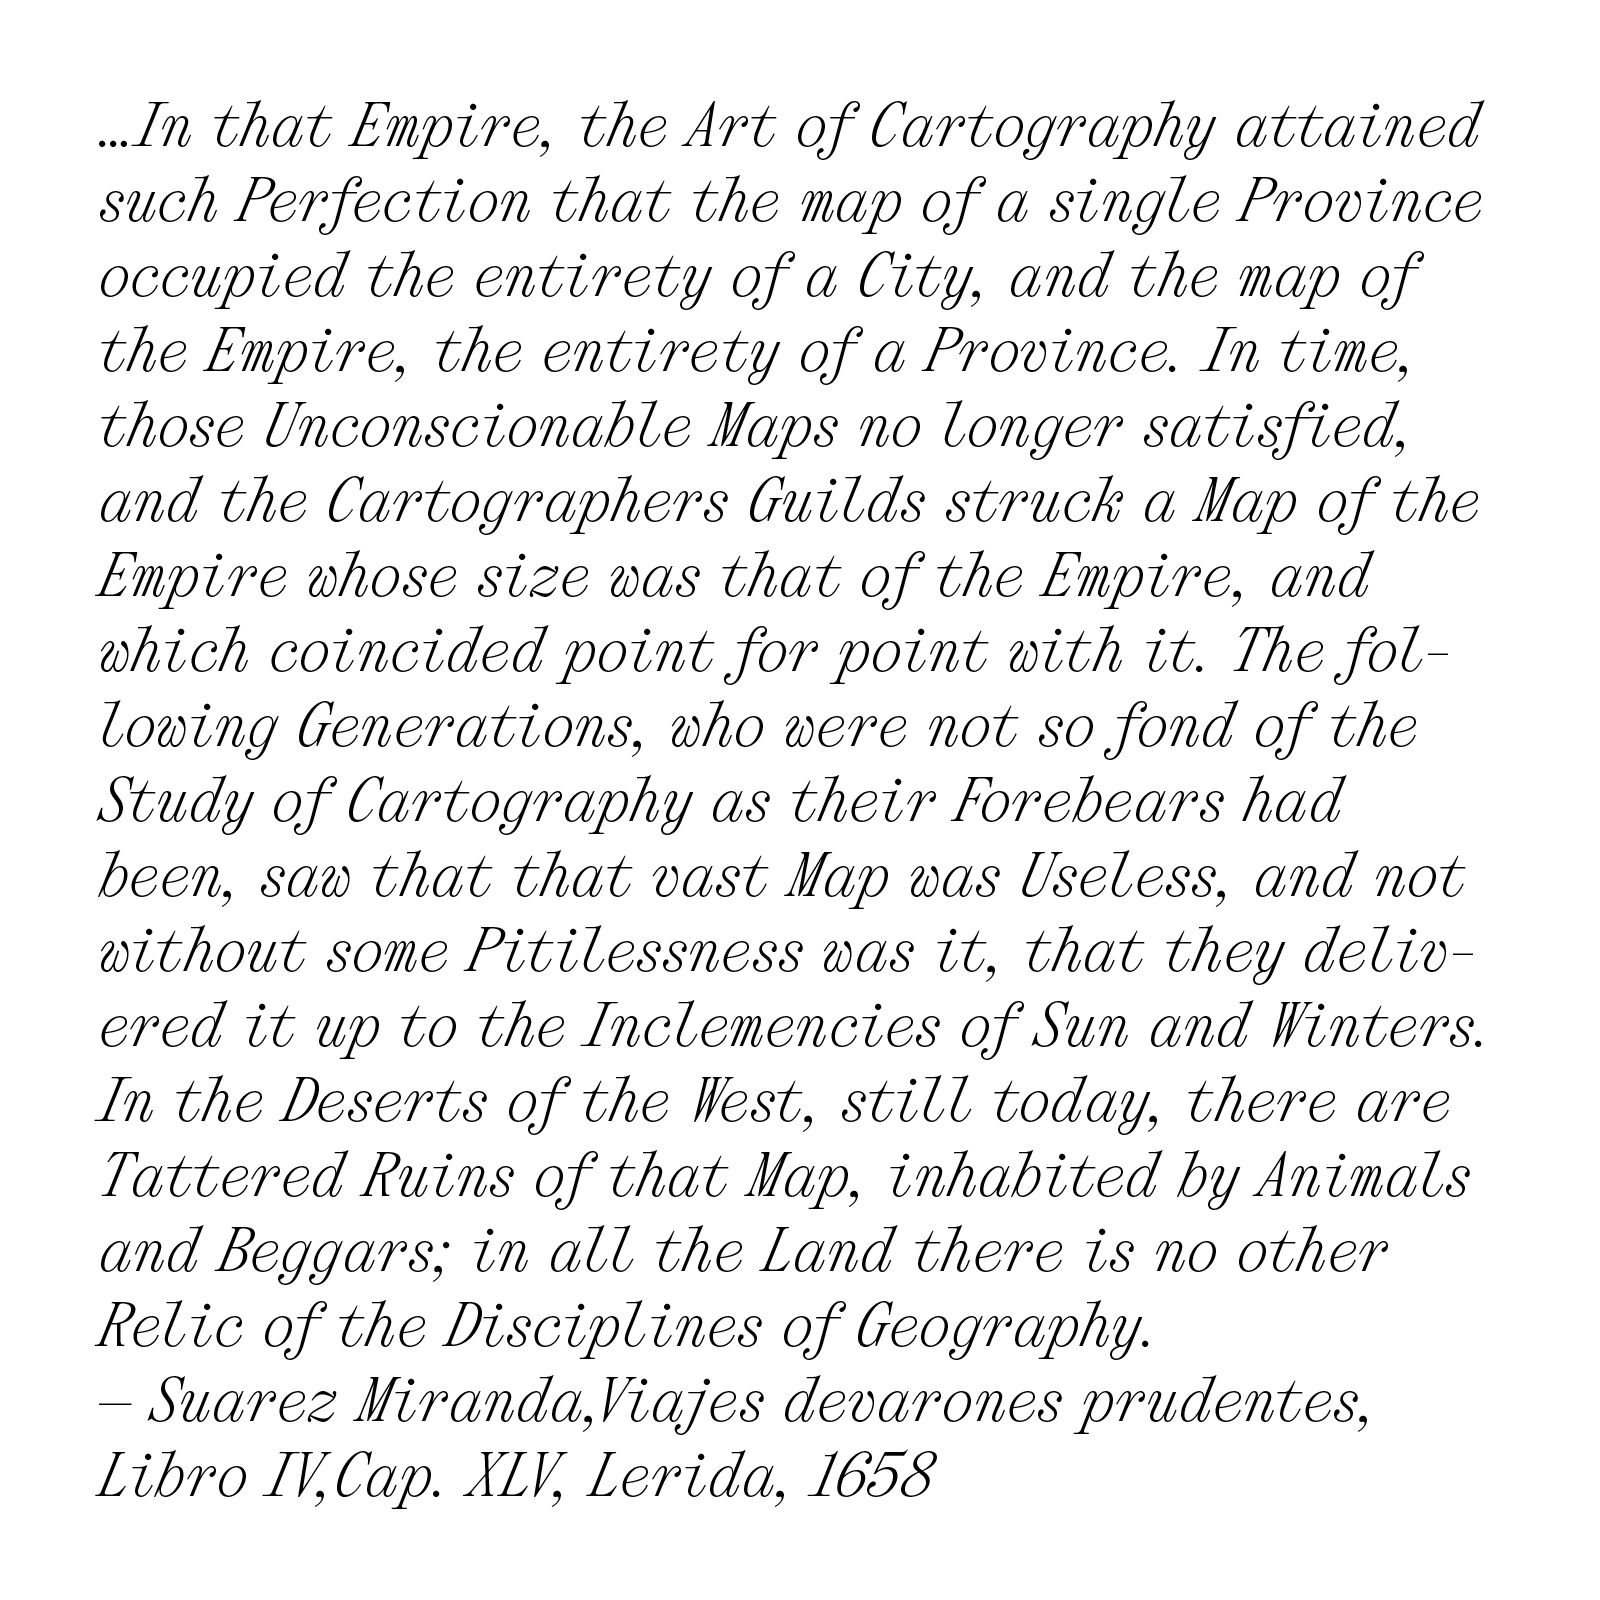 …In that Empire, the Art of Cartography attained
such Perfection that the map of a single Province
occupied the entirety of a City, and the map of
the Empire, the entirety of a Province. In time,
those Unconscionable Maps no longer satisfied,
and the Cartographers Guilds struck a Map of the
Empire whose size was that of the Empire, and
which coincided point for point with it. The fol-
lowing Generations, who were not so fond of the
Study of Cartography as their Forebears had
been, saw that that vast Map was Useless, and not
without some Pitilessness was it, that they deliv-
ered it up to the Inclemencies of Sun and Winters.
In the Deserts of the West, still today, there are
Tattered Ruins of that Map, inhabited by Animals
and Beggars; in all the Land there is no other
Relic of the Disciplines of Geography.
– Suarez Miranda,Viajes devarones prudentes,
Libro IV,Cap. XLV, Lerida, 1658